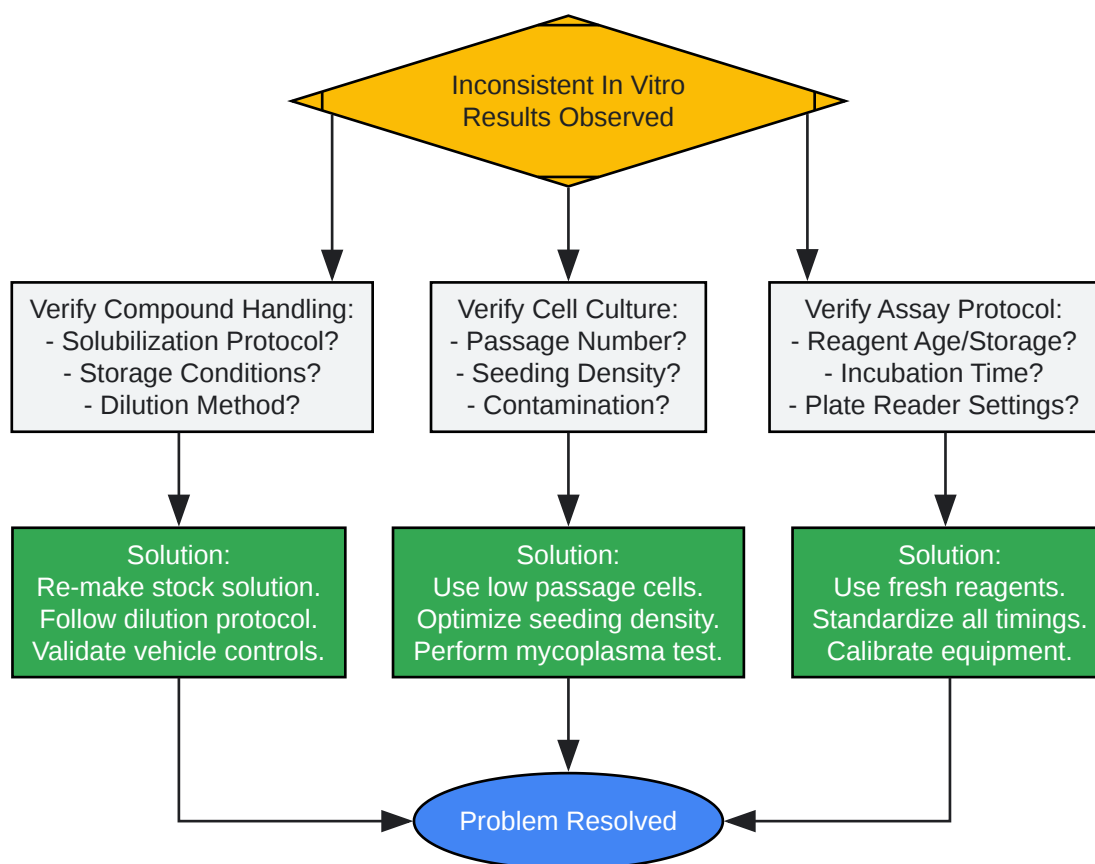 Inconsistent In Vitro
Results Observed
Verify Compound Handling:
- Solubilization Protocol?
- Storage Conditions?
- Dilution Method?
Verify Cell Culture:
- Passage Number?
- Seeding Density?
- Contamination?
Verify Assay Protocol:
- Reagent Age/Storage?
- Incubation Time?
- Plate Reader Settings?
Solution:
Re-make stock solution.
Follow dilution protocol.
Validate vehicle controls.
Solution:
Use low passage cells.
Optimize seeding density.
Perform mycoplasma test.
Solution:
Use fresh reagents.
Standardize all timings.
Calibrate equipment.
Problem Resolved